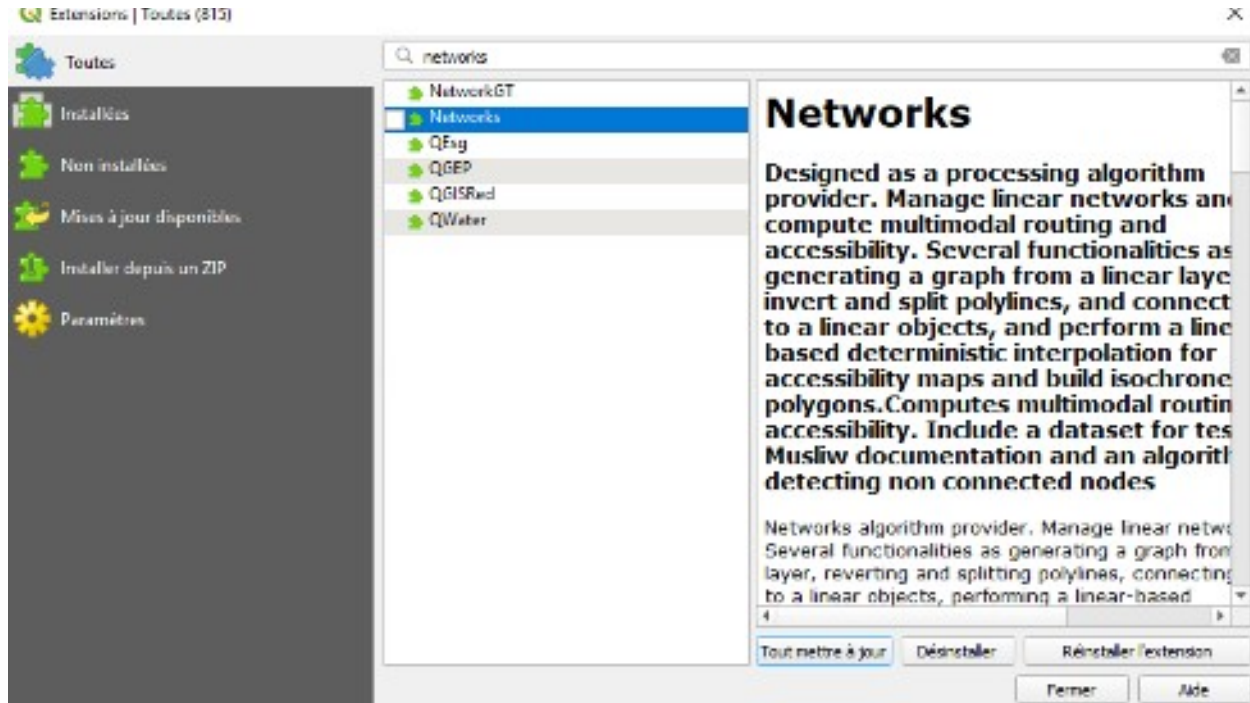 Extensions | Toutes (815)
Toutes
Installées
Non installées
Mises à jour disponibles
Installer depuis un ZIP
Paramètres
networks
NetworkGT
Networks
QEsg
QGEP
QGISRed
QWater
Networks
Designed as a processing algorithm
provider. Manage linear networks an
compute multimodal routing and
accessibility. Several functionalities as
generating a graph from a linear laye
invert and split polylines, and connect
to a linear objects, and perform a line
based deterministic interpolation for
accessibility maps and build isochrone
polygons.Computes multimodal routin
accessibility. Include a dataset for tes
Musliw documentation and an algorith
detecting non connected nodes
Networks algorithm provider. Manage linear netwo
Several functionalities as generating a graph from
layer, reverting and splitting polylines, connecting
to a linear objects, performing a linear-based
Tout mettre à jour
Désinstaller
Réinstaller l'extension
Fermer
Aide